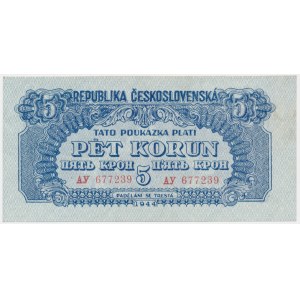 REPUBLIKA ČESKOSLOVENSKÁ
5 5
TATO POUKÁZKA PLATÍ
PĚT KORUN
ПЯТЬ КРОН 5 ПЯТЬ КРОН
АУ 677239 АУ 677239
PADĚLÁNÍ SE TRESTÁ
1944